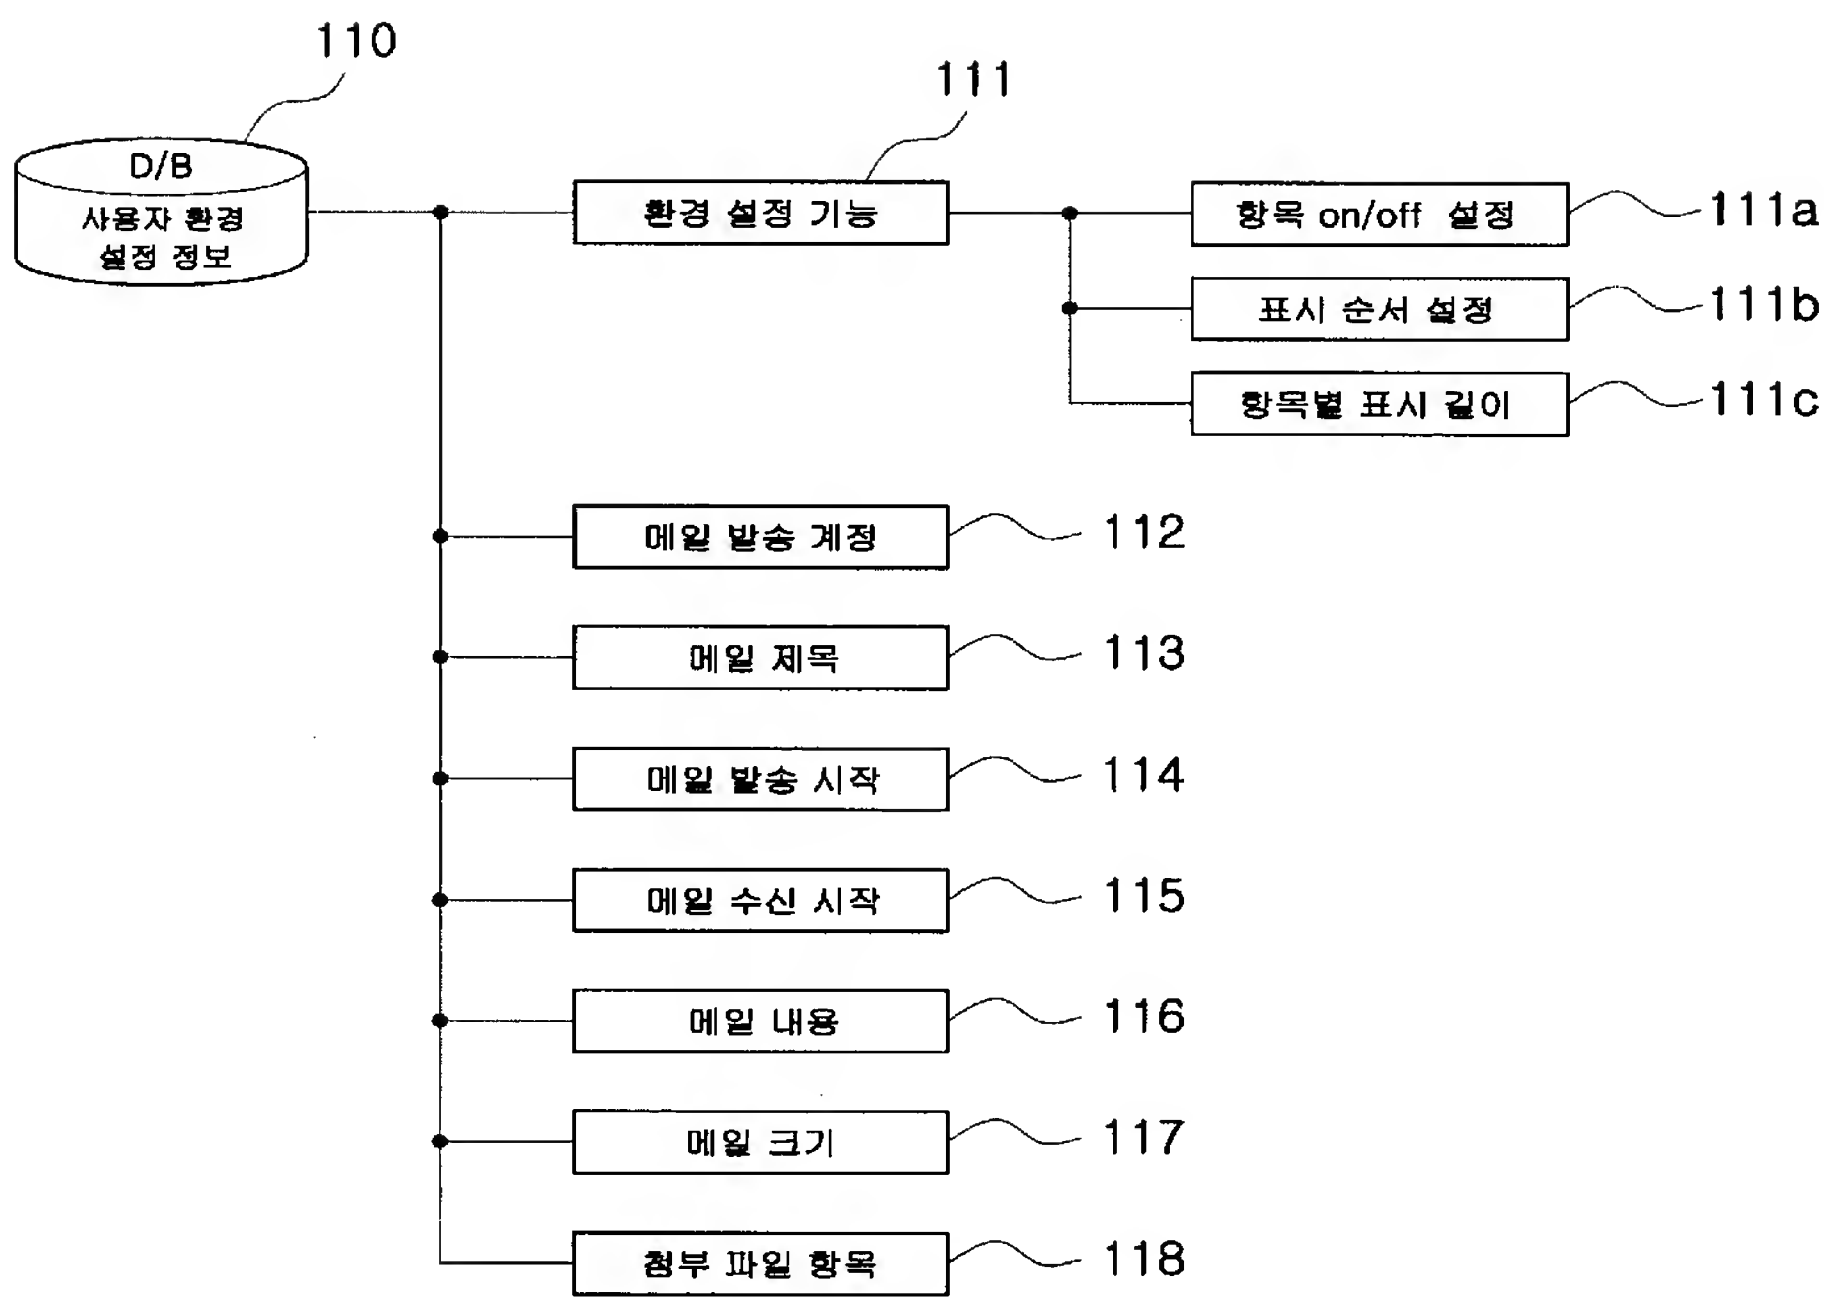 110
111
D/B
사용자 환경
설정 정보
환경 설정 기능
항목 on/off 설정
111a
표시 순서 설정
111b
항목별 표시 길이
111c
메일 발송 계정
112
메일 제목
113
메일 발송 시작
114
메일 수신 시작
115
메일 내용
116
메일 크기
117
첨부 파일 항목
118